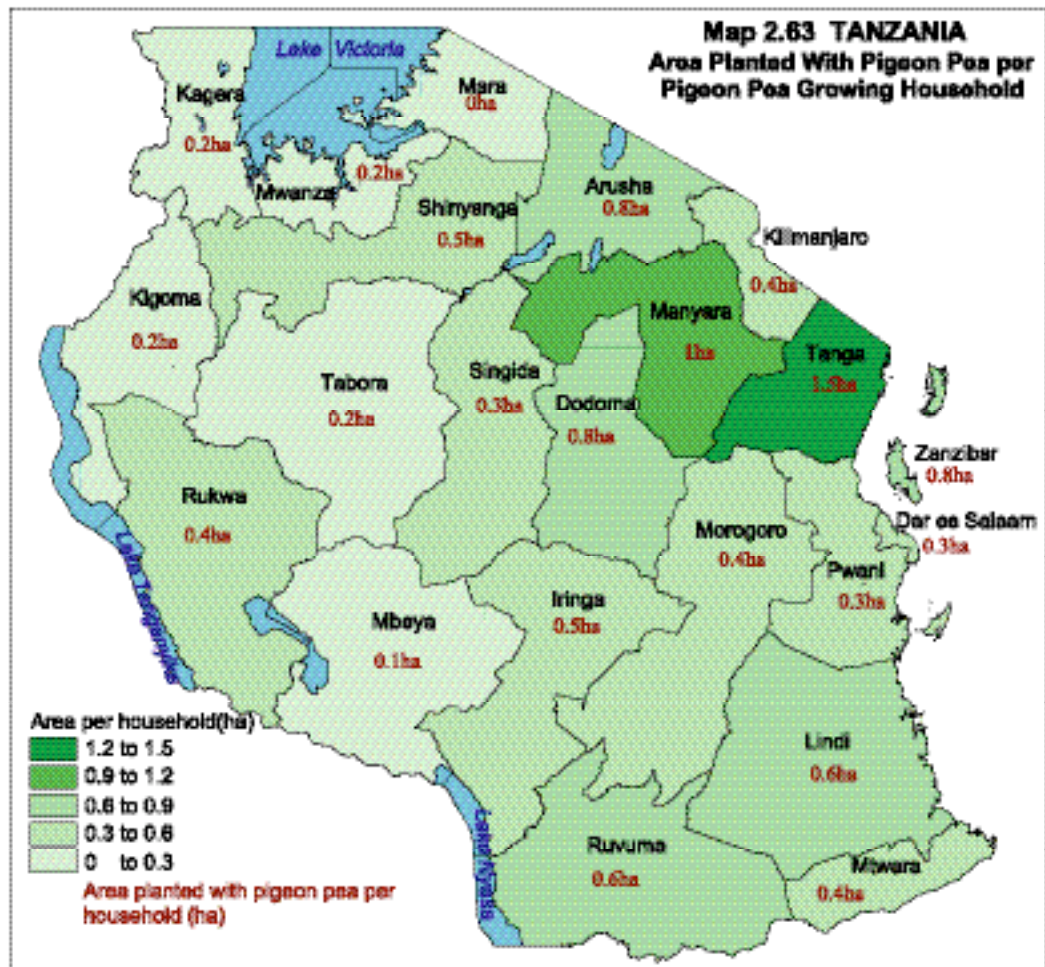 Map 2.63 TANZANIA
Area Planted With Pigeon Pea per
Pigeon Pea Growing Household
Lake Victoria
Kagera
0.2ha
Mara
0ha
Mwanza
0.2ha
Shinyanga
0.5ha
Arusha
0.8ha
Kilimanjaro
0.4ha
Kigoma
0.2ha
Tabora
0.2ha
Singida
0.3ha
Manyara
1ha
Tanga
1.5ha
Dodoma
0.8ha
Zanzibar
0.8ha
Rukwa
0.4ha
Morogoro
0.4ha
Dar es Salaam
0.3ha
Pwani
0.3ha
Lake Tanganyika
Mbeya
0.1ha
Iringa
0.5ha
Lindi
0.6ha
Ruvuma
0.6ha
Mtwara
0.4ha
Lake Nyasa
Area per household(ha)
1.2 to 1.5
0.9 to 1.2
0.6 to 0.9
0.3 to 0.6
0 to 0.3
Area planted with pigeon pea per
household (ha)